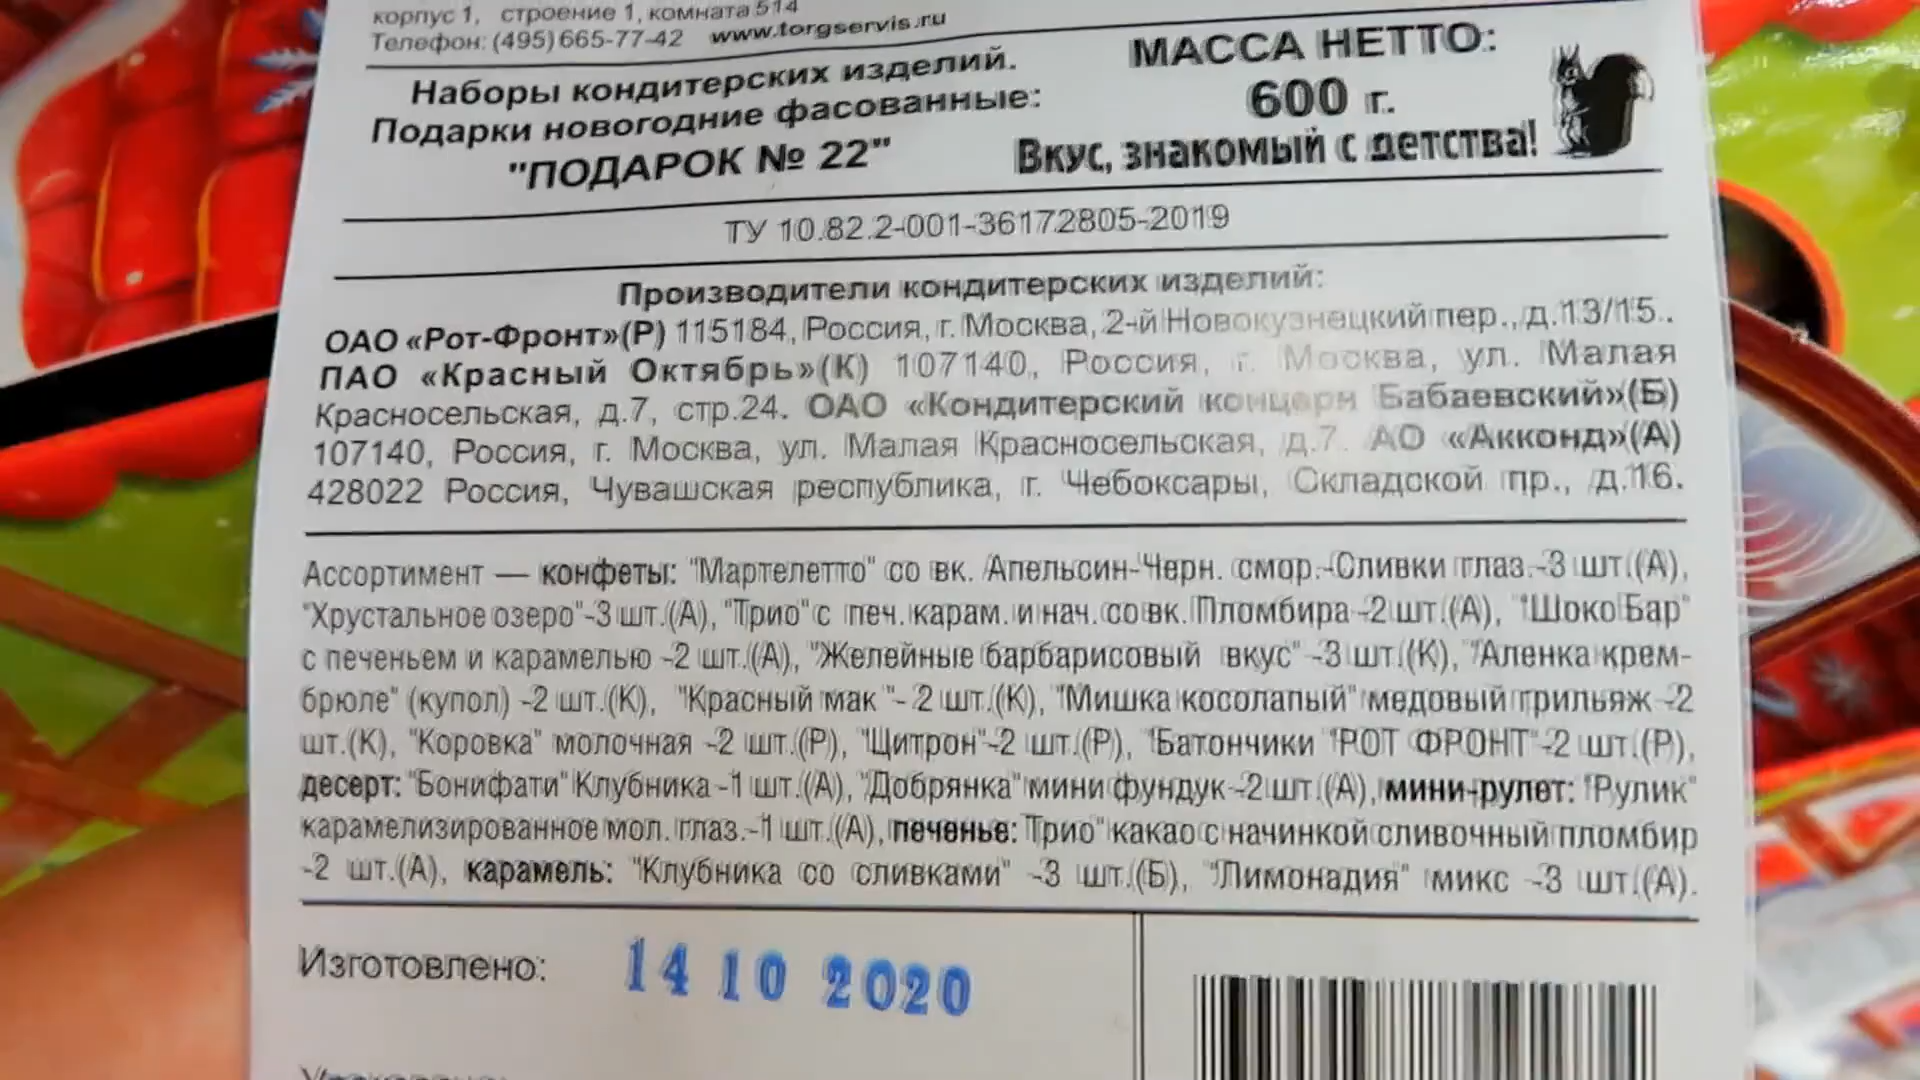 корпус 1, строение 1, комната 514
Телефон: (495) 665-77-42 www.torgservis.ru
Наборы кондитерских изделий.
Подарки новогодние фасованные:
"ПОДАРОК № 22"
МАССА НЕТТО:
600 г.
Вкус, знакомый с детства!
ТУ 10.82.2-001-36172805-2019
Производители кондитерских изделий:
ОАО «Рот-Фронт»(Р) 115184, Россия, г. Москва, 2-й Новокузнецкий пер., д.13/15.
ПАО «Красный Октябрь»(К) 107140, Россия, г. Москва, ул. Малая
Красносельская, д.7, стр.24. ОАО «Кондитерский концерн Бабаевский»(Б)
107140, Россия, г. Москва, ул. Малая Красносельская, д.7. АО «Акконд»(А)
428022 Россия, Чувашская республика, г. Чебоксары, Складской пр., д.16.
Ассортимент — конфеты: "Мартелетто" со вк. Апельсин-Черн. смор.-Сливки глаз.-3 шт.(А),
"Хрустальное озеро"-3 шт.(А), "Трио" с печ. карам. и нач. со вк. Пломбира -2 шт.(А), "Шоко Бар"
с печеньем и карамелью -2 шт.(А), "Желейные барбарисовый вкус" -3 шт.(К), "Аленка крем-
брюле" (купол) -2 шт.(К), "Красный мак "- 2 шт.(К), "Мишка косолапый" медовый грильяж -2
шт.(К), "Коровка" молочная -2 шт.(Р), "Цитрон"-2 шт.(Р), "Батончики "РОТ ФРОНТ"-2 шт.(Р),
десерт: "Бонифати" Клубника -1 шт.(А), "Добрянка" мини фундук -2 шт.(А), мини-рулет: "Рулик"
карамелизированное мол. глаз.-1 шт.(А), печенье: Трио" какао с начинкой сливочный пломбир
-2 шт.(А), карамель: "Клубника со сливками" -3 шт.(Б), "Лимонадия" микс -3 шт.(А).
Изготовлено: 14 10 2020